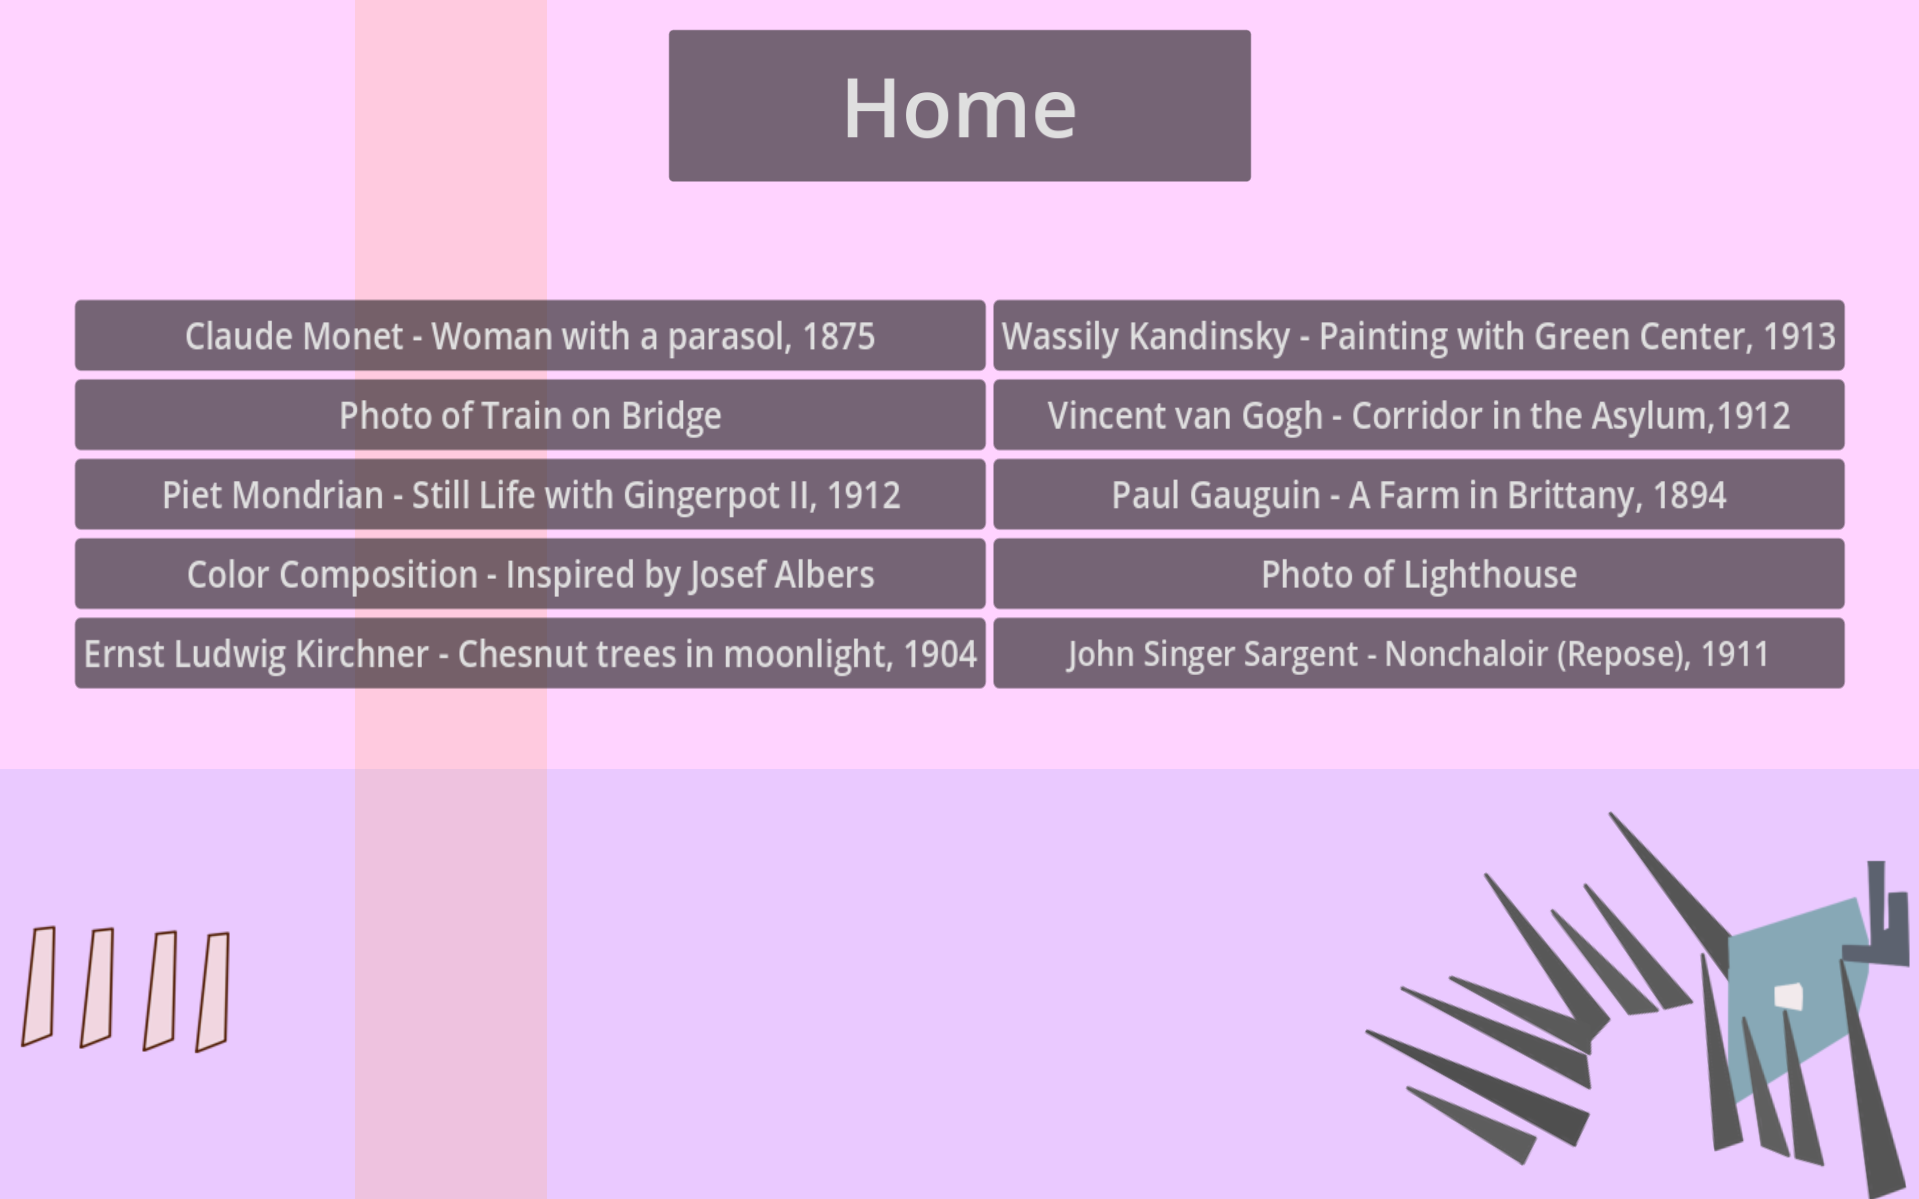 Home
Claude Monet - Woman with a parasol, 1875
Wassily Kandinsky - Painting with Green Center, 1913
Photo of Train on Bridge
Vincent van Gogh - Corridor in the Asylum,1912
Piet Mondrian - Still Life with Gingerpot II, 1912
Paul Gauguin - A Farm in Brittany, 1894
Color Composition - Inspired by Josef Albers
Photo of Lighthouse
Ernst Ludwig Kirchner - Chesnut trees in moonlight, 1904
John Singer Sargent - Nonchaloir (Repose), 1911